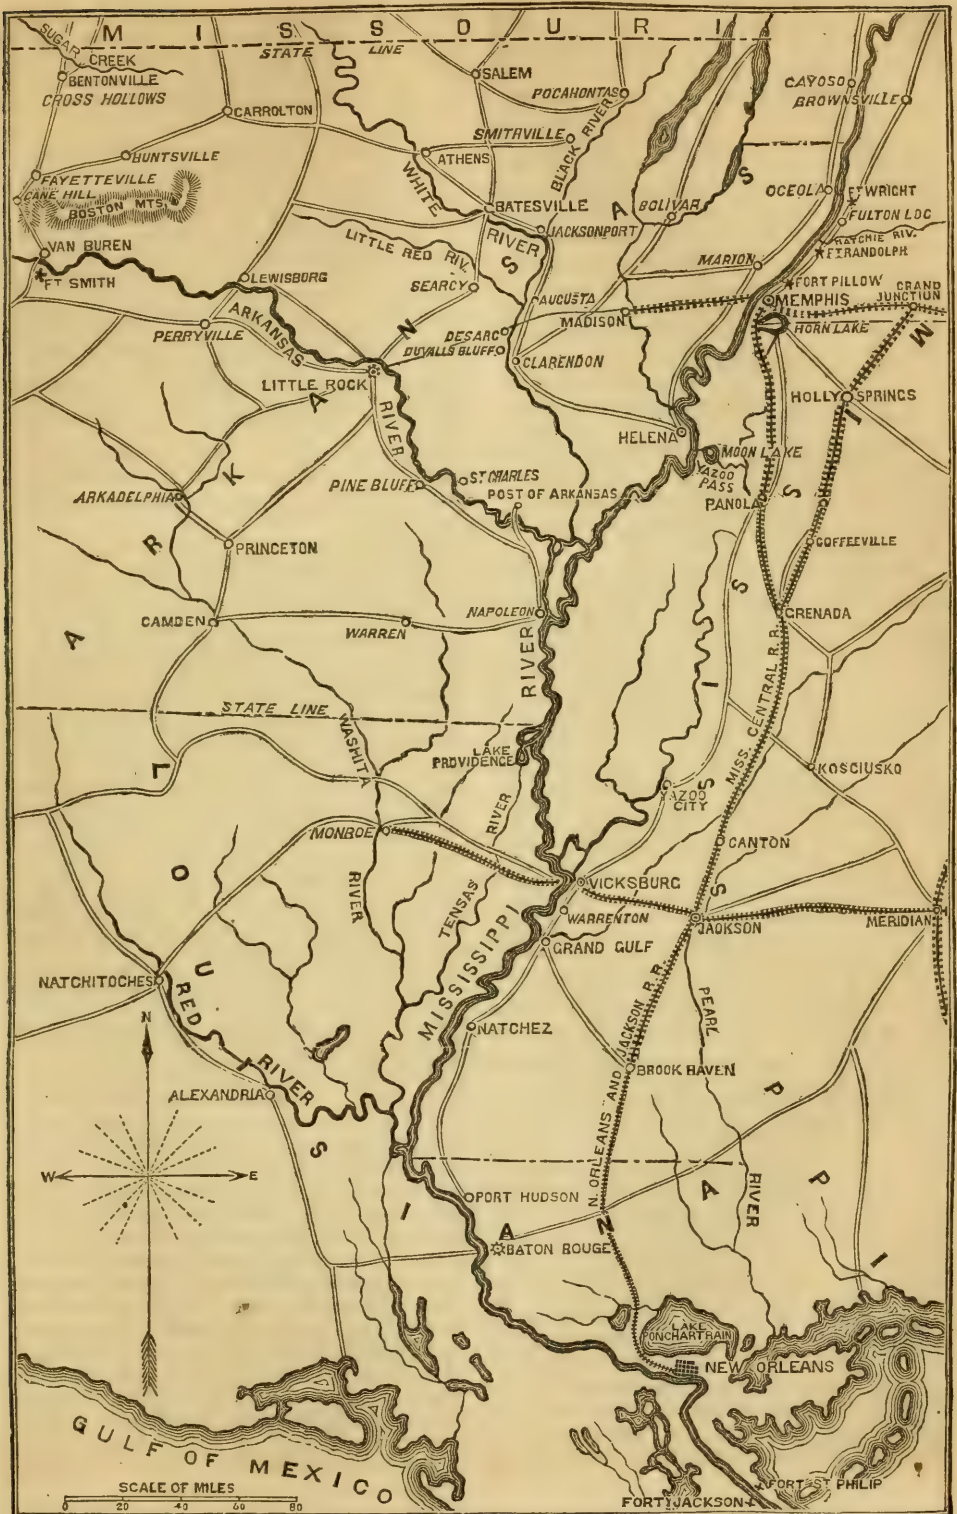 MISSOURI
SUGAR
CREEK
STATE LINE
BENTONVILLE
CROSS HOLLOWS
SALEM
POCAHONTAS
CAYOSO
BROWNSVILLE
CARROLTON
SMITHVILLE
BLACK RIVER
HUNTSVILLE
ATHENS
FAYETTEVILLE
CANE HILL
BOSTON MTS.
WHITE
RIVER
OCEOLA
FT WRIGHT
BATESVILLE
BOLIVAR
FULTON LOC
JACKSONPORT
HATCHIE RIV.
FT RANDOLPH
VAN BUREN
LITTLE RED RIV.
MARION
FT SMITH
LEWISBURG
SEARCY
FORT PILLOW
MEMPHIS
GRAND
JUNCTION
AUGUSTA
MADISON
HORN LAKE
ARKANSAS
RIVER
PERRYVILLE
DESARC
DUVALLS BLUFF
CLARENDON
LITTLE ROCK
HOLLY SPRINGS
HELENA
MOON LAKE
YAZOO
PASS
ST CHARLES
PINE BLUFF
POST OF ARKANSAS
PANOLA
ARKADELPHIA
PRINCETON
COFFEEVILLE
CAMDEN
WARREN
NAPOLEON
GRENADA
ARKANSAS
MISSISSIPPI
RIVER
STATE LINE
MISS. CENTRAL R.R.
WASHITA
RIVER
LAKE
PROVIDENCE
KOSCIUSKO
YAZOO
CITY
MONROE
TENSAS
RIVER
CANTON
VICKSBURG
WARRENTON
JACKSON
MERIDIAN
GRAND GULF
NATCHITOCHES
MISSISSIPPI
LOUISIANA
RED
RIVER
NATCHEZ
PEARL
RIVER
N. ORLEANS AND JACKSON R.R.
BROOK HAVEN
ALEXANDRIA
N
W
E
PORT HUDSON
BATON ROUGE
LAKE
PONCHARTRAIN
NEW ORLEANS
GULF OF MEXICO
SCALE OF MILES
0 20 40 60 80
FORT ST PHILIP
FORT JACKSON